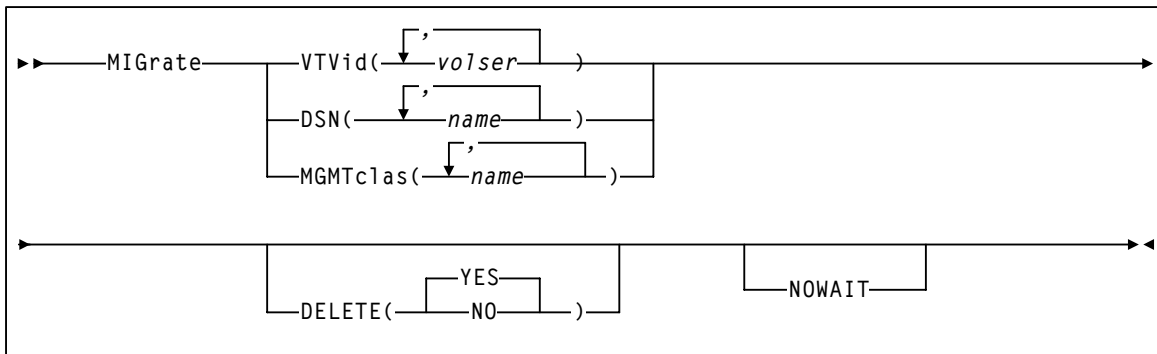 ,
MIGrate VTVid( volser )
,
DSN( name )
,
MGMTclas( name )
YES
DELETE( NO )
NOWAIT